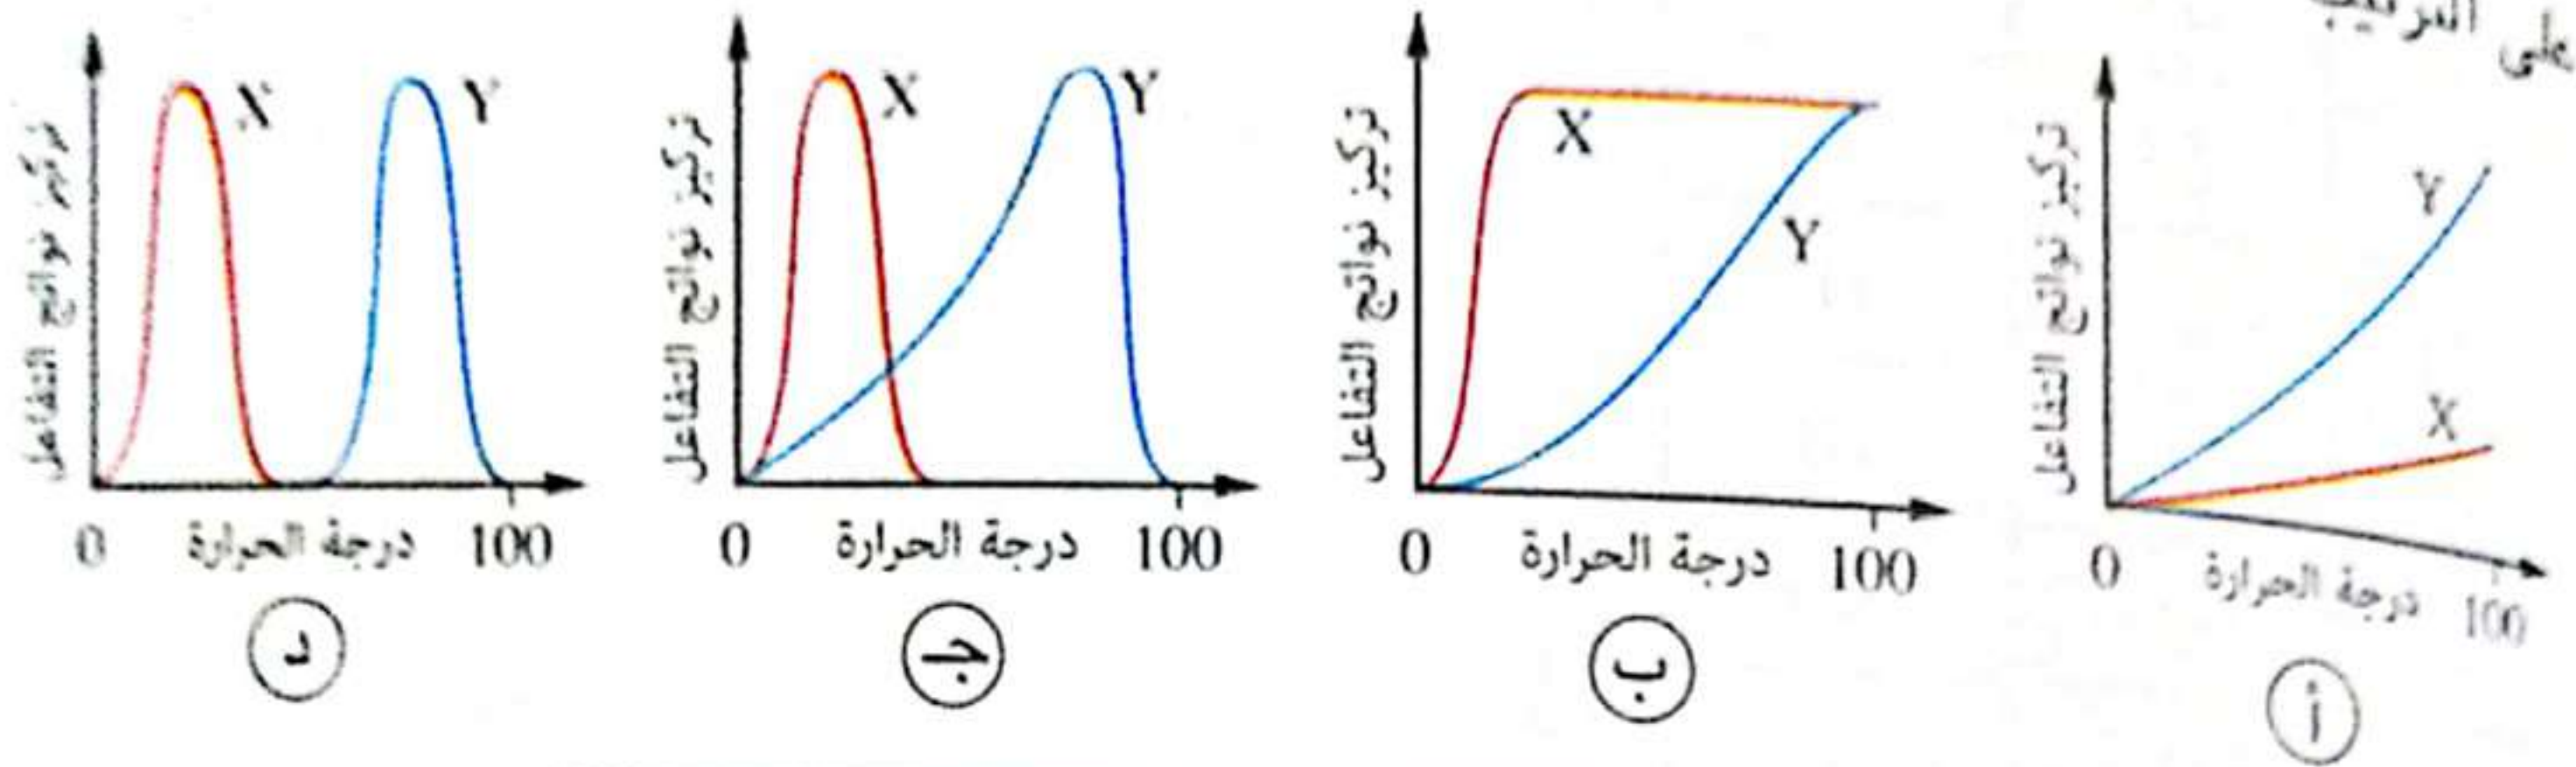 على الترتيب
تركيز نواتج التفاعل
Y
X
0 درجة الحرارة 100
أ
تركيز نواتج التفاعل
X
Y
0 درجة الحرارة 100
ب
تركيز نواتج التفاعل
X Y
0 درجة الحرارة 100
جـ
تركيز نواتج التفاعل
X Y
0 درجة الحرارة 100
د